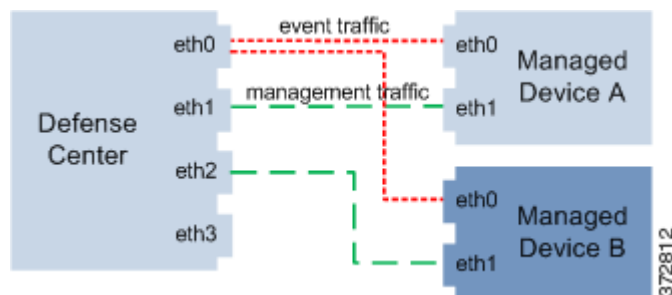 event traffic
eth0
eth0
Managed
Device A
eth1
management traffic
eth1
Defense
Center
eth2
eth0
Managed
Device B
eth3
eth1
372812